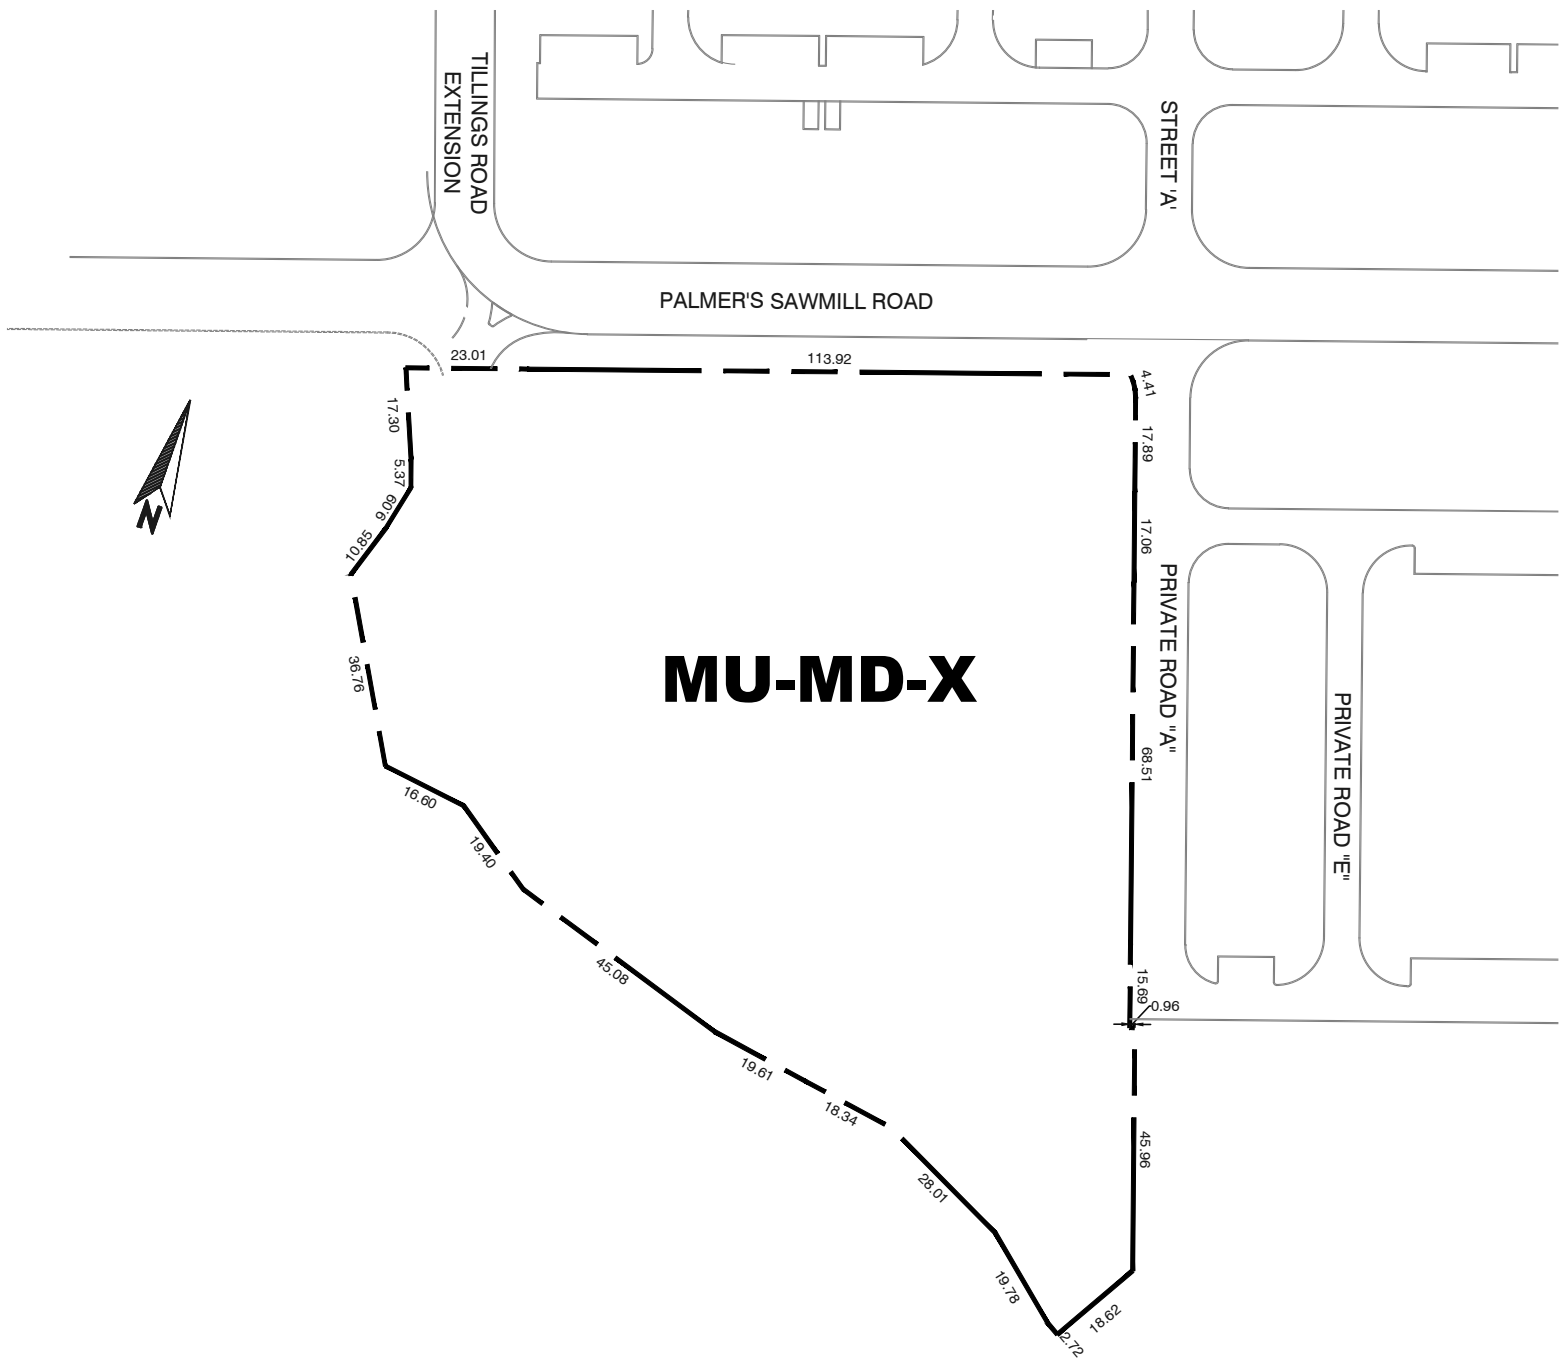 TILLINGS ROAD
EXTENSION
STREET 'A'
PALMER'S SAWMILL ROAD
23.01
113.92
4.41
17.30
17.89
5.37
9.09
17.06
10.85
PRIVATE ROAD "A"
36.76
MU-MD-X
PRIVATE ROAD "E"
68.51
16.60
19.40
45.08
15.69
0.96
19.61
18.34
45.96
28.01
19.78
18.62
2.72
N